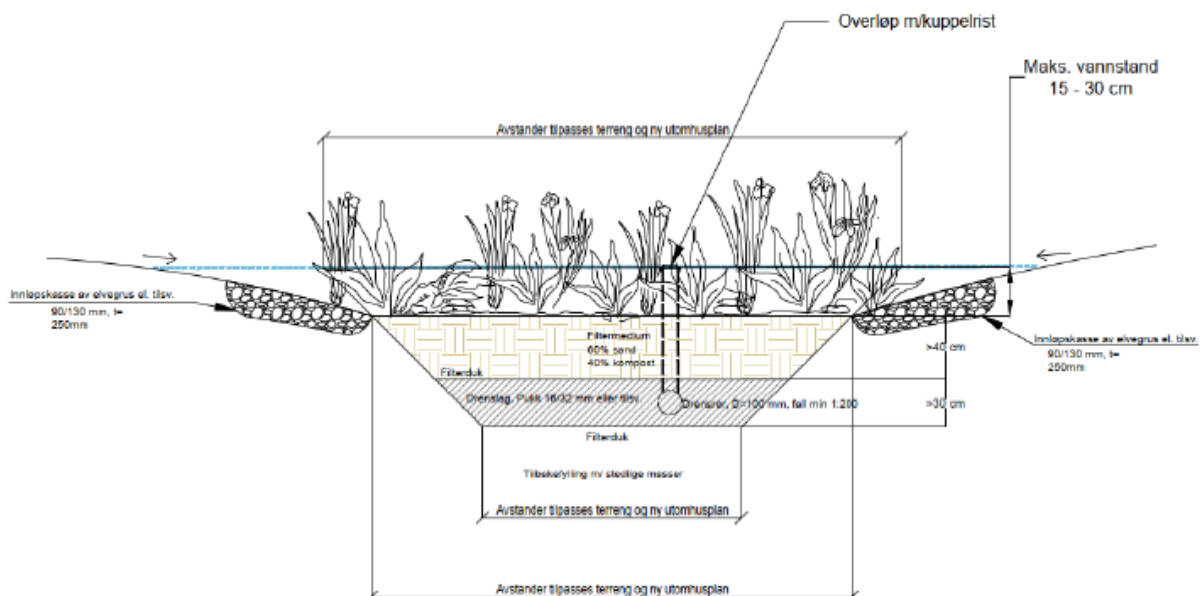 Overløp m/kuppelrist
Maks. vannstand
15 - 30 cm
Avstander tilpasses terreng og ny utomhusplan
Innløpskasse av elvegrus el. tilsv.
90/130 mm, t=
250mm
Filtermedium
60% sand
40% kompost
Filterduk
>40 cm
Innløpskasse av elvegrus el. tilsv.
90/130 mm, t=
250mm
Drenslag, Pukk 16/32 mm eller tilsv.
Drensrør, D=100 mm, fall min 1:200
>30 cm
Filterduk
Tilbakefylling m/ stedlige masser
Avstander tilpasses terreng og ny utomhusplan
Avstander tilpasses terreng og ny utomhusplan